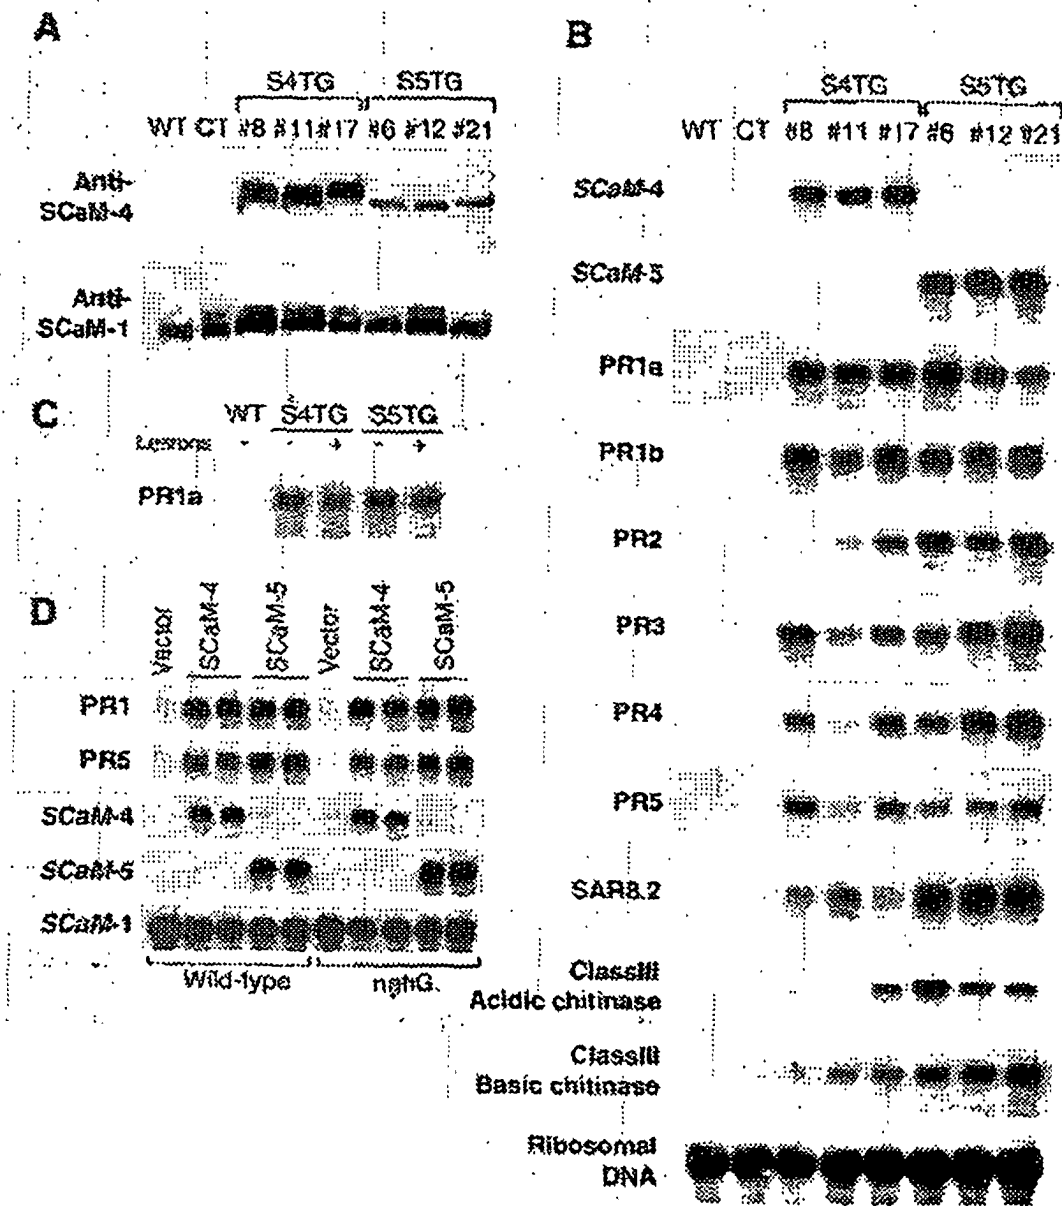 A
S4TG S5TG
WT CT #8 #11 #17 #6 #12 #21
Anti-
SCaM-4
Anti-
SCaM-1
B
S4TG S5TG
WT CT #8 #11 #17 #6 #12 #21
SCaM-4
SCaM-5
PR1a
PR1b
PR2
PR3
PR4
PR5
SAR8.2
ClassIII
Acidic chitinase
ClassIII
Basic chitinase
Ribosomal
DNA
C
WT S4TG S5TG
Lesions - - + - +
PR1a
D
Vector SCaM-4 SCaM-5 Vector SCaM-4 SCaM-5
PR1
PR5
SCaM-4
SCaM-5
SCaM-1
Wild-type nahG